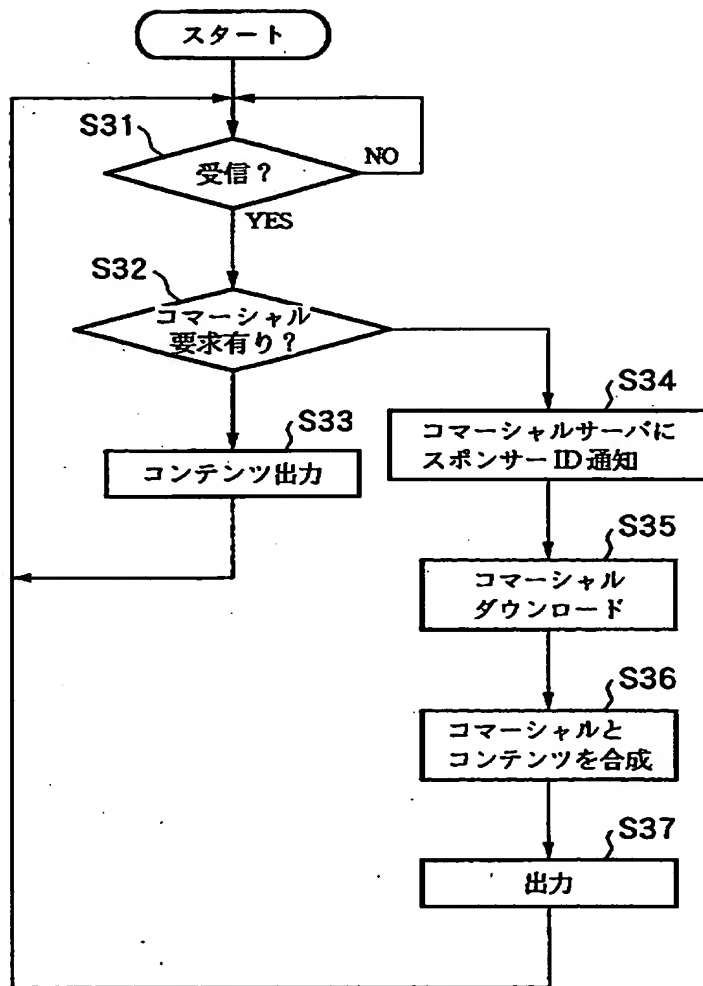 スタート
S31
受信？
NO
YES
S32
コマーシャル
要求有り？
S33
コンテンツ出力
S34
コマーシャルサーバに
スポンサーID通知
S35
コマーシャル
ダウンロード
S36
コマーシャルと
コンテンツを合成
S37
出力